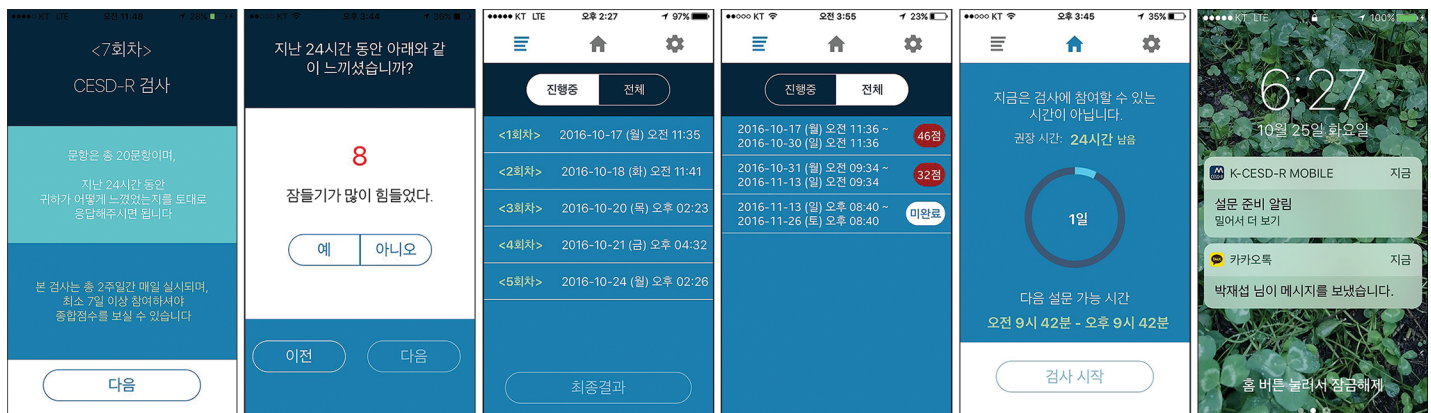 ●●●●○ KT LTE 오전 11:48 28%
<7회차>
CESD-R 검사
문항은 총 20문항이며,
지난 24시간 동안
귀하가 어떻게 느꼈었는지를 토대로
응답해주시면 됩니다
본 검사는 총 2주일간 매일 실시되며,
최소 7일 이상 참여하셔야
종합점수를 보실 수 있습니다
다음
KT 오후 3:44 36%
지난 24시간 동안 아래와 같
이 느끼셨습니까?
8
잠들기가 많이 힘들었다.
예 아니오
이전 다음
●●●●● KT LTE 오후 2:27 97%
진행중 전체
<1회차> 2016-10-17 (월) 오전 11:35
<2회차> 2016-10-18 (화) 오전 11:41
<3회차> 2016-10-20 (목) 오후 02:23
<4회차> 2016-10-21 (금) 오후 04:32
<5회차> 2016-10-24 (월) 오후 02:26
최종결과
●●○○○ KT 오전 3:55 23%
진행중 전체
2016-10-17 (월) 오전 11:36 ~
2016-10-30 (일) 오전 11:36
46점
2016-10-31 (월) 오전 09:34 ~
2016-11-13 (일) 오전 09:34
32점
2016-11-13 (일) 오후 08:40 ~
2016-11-26 (토) 오후 08:40
미완료
●●○○○ KT 오후 3:45 35%
지금은 검사에 참여할 수 있는
시간이 아닙니다.
권장 시간: 24시간 남음
1일
다음 설문 가능 시간
오전 9시 42분 - 오후 9시 42분
검사 시작
●●●●● KT LTE 100%
6:27
10월 25일 화요일
CESD-R
K-CESD-R MOBILE 지금
설문 준비 알림
밀어서 더 보기
TALK
카카오톡 지금
박재섭 님이 메시지를 보냈습니다.
홈 버튼 눌러서 잠금해제